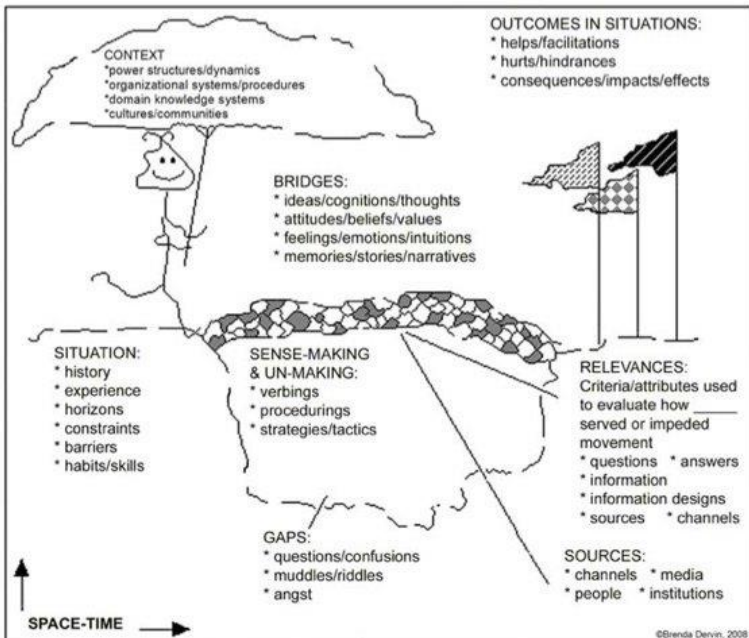 CONTEXT
*power structures/dynamics
*organizational systems/procedures
*domain knowledge systems
*cultures/communities
OUTCOMES IN SITUATIONS:
* helps/facilitations
* hurts/hindrances
* consequences/impacts/effects
BRIDGES:
* ideas/cognitions/thoughts
* attitudes/beliefs/values
* feelings/emotions/intuitions
* memories/stories/narratives
SITUATION:
* history
* experience
* horizons
* constraints
* barriers
* habits/skills
SENSE-MAKING
& UN-MAKING:
* verbings
* procedurings
* strategies/tactics
RELEVANCES:
Criteria/attributes used
to evaluate how _____
served or impeded
movement
* questions * answers
* information
* information designs
* sources * channels
GAPS:
* questions/confusions
* muddles/riddles
* angst
SOURCES:
* channels * media
* people * institutions
SPACE-TIME
©Brenda Dervin, 2008